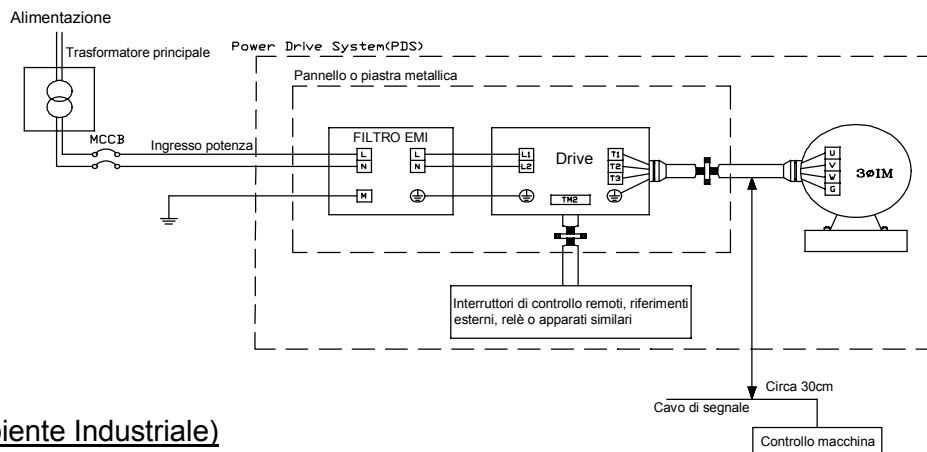 Alimentazione
Trasformatore principale
Power Drive System(PDS)
Pannello o piastra metallica
MCCB
Ingresso potenza
FILTRO EMI
L
N
M
L
N
L1
L2
Drive
T1
T2
T3
TM2
U
V
W
G
3øIM
Interruttori di controllo remoti, riferimenti
esterni, relè o apparati similari
Circa 30cm
Cavo di segnale
Controllo macchina
iente Industriale)